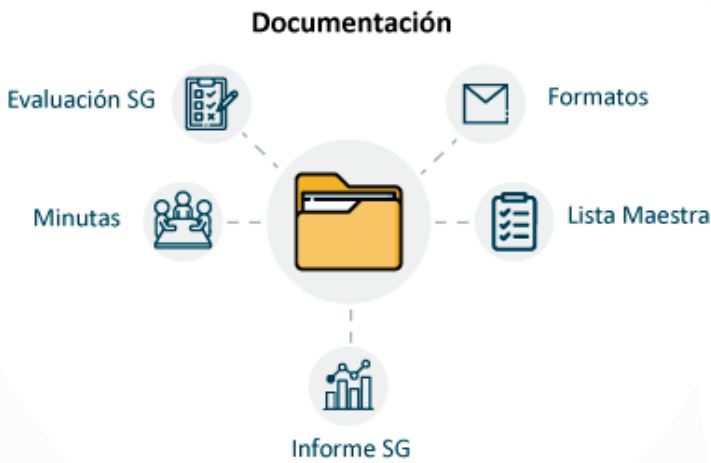 Documentación
Evaluación SG
Formatos
Minutas
Lista Maestra
Informe SG